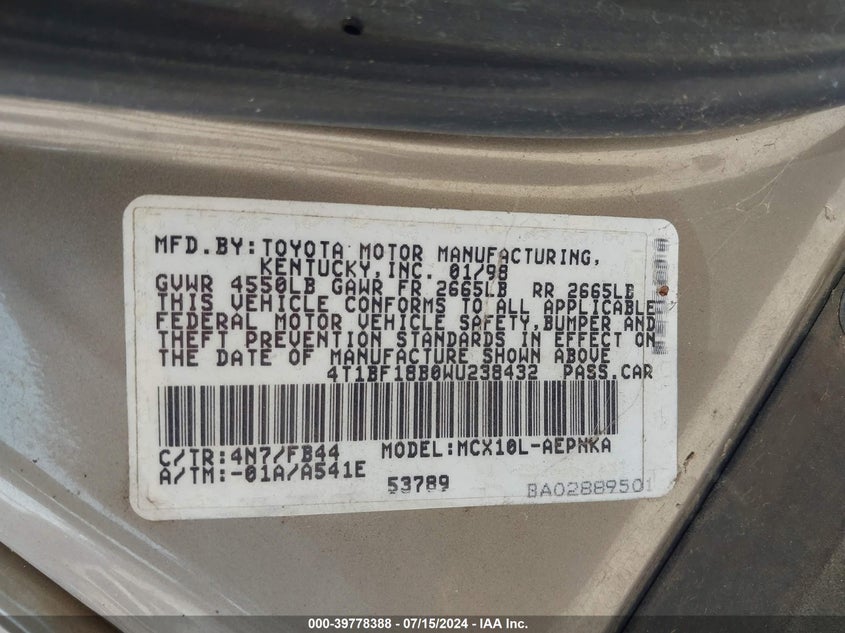 MFD.BY:TOYOTA MOTOR MANUFACTURING,
KENTUCKY,INC. 01/98
GVWR 4550LB GAWR FR 2665LB RR 2665LB
THIS VEHICLE CONFORMS TO ALL APPLICABLE
FEDERAL MOTOR VEHICLE SAFETY,BUMPER AND
THEFT PREVENTION STANDARDS IN EFFECT ON
THE DATE OF MANUFACTURE SHOWN ABOVE
4T1BF18B0WU238432 PASS.CAR
C/TR:4N7/FB44 MODEL:MCX10L-AEPNKA
A/TM:-01A/A541E
53789 BA02889501
000-39778388 - 07/15/2024 - IAA Inc.